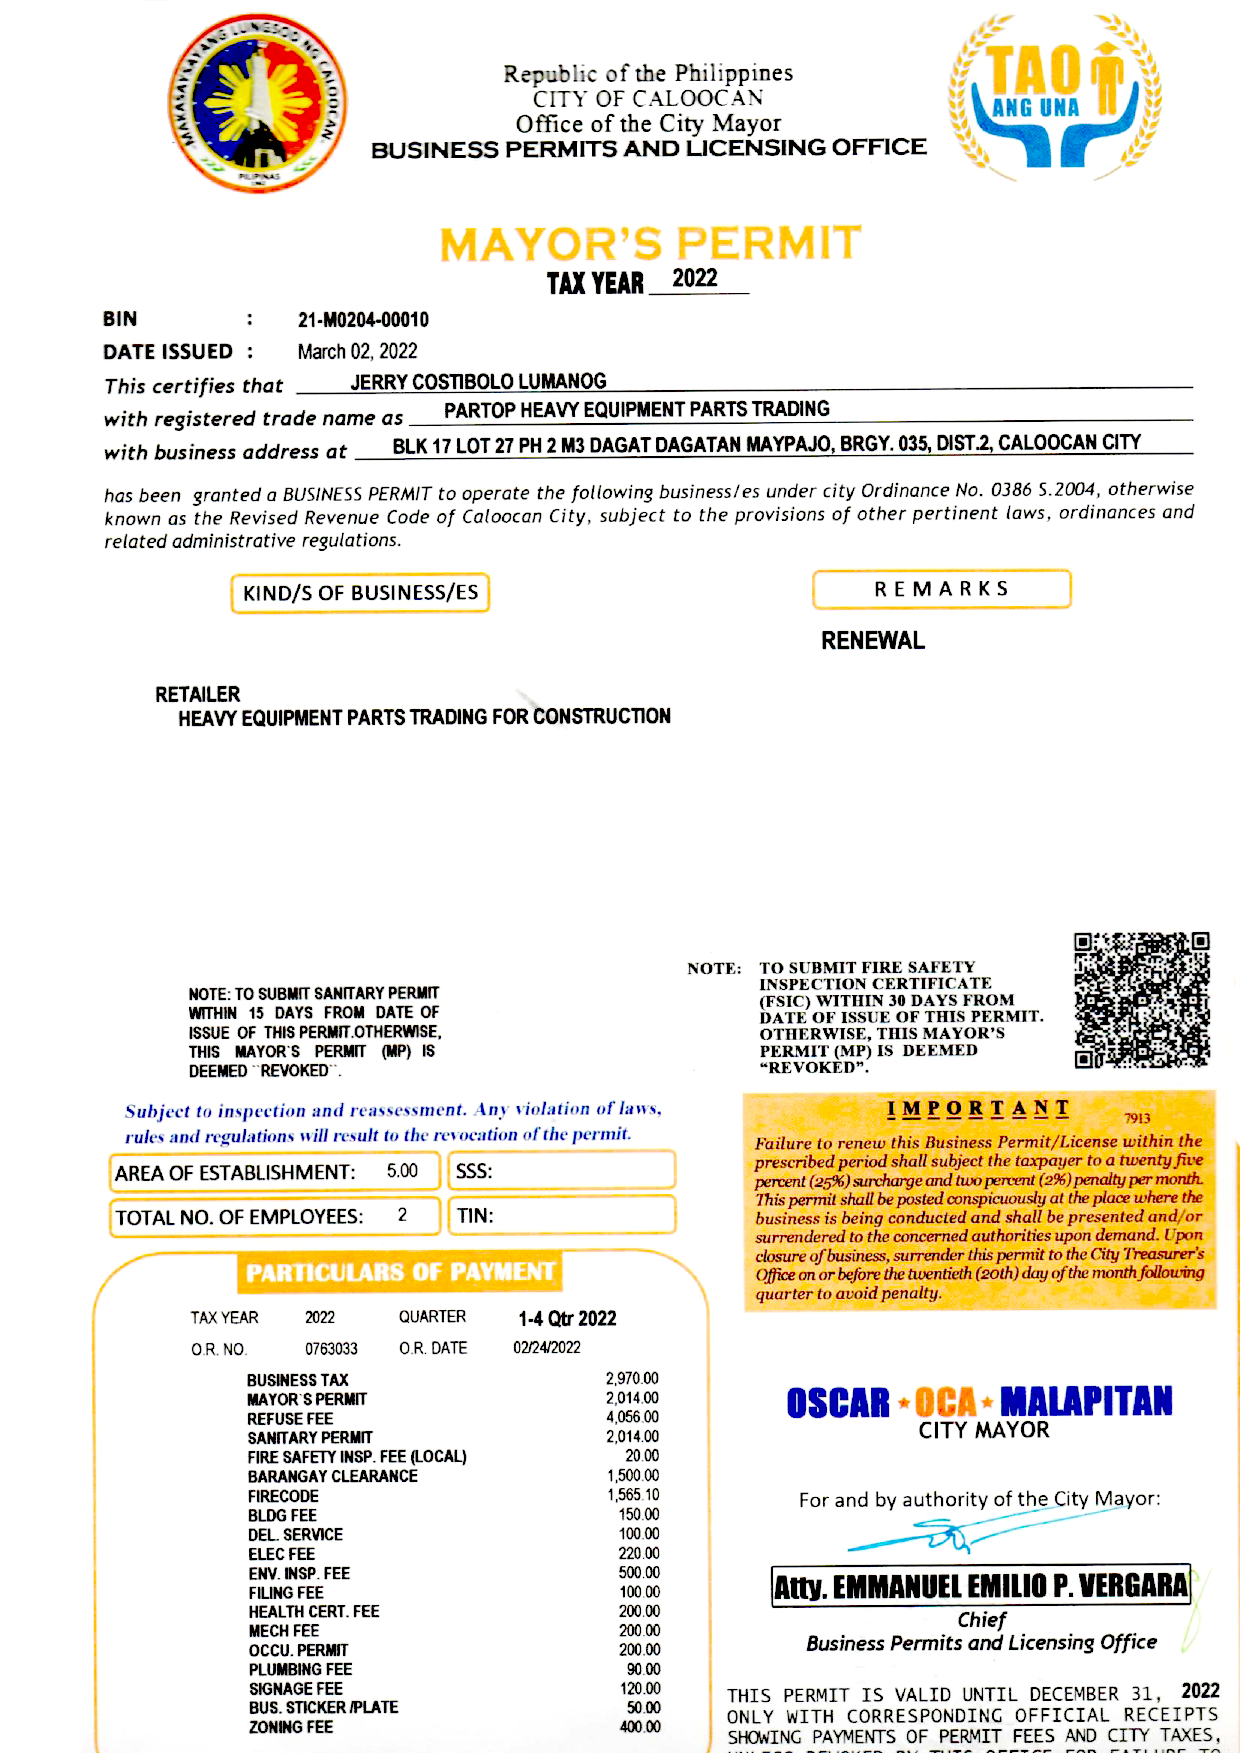 MAKASAYSAYANG LUNGSOD NG CALOOCAN
PILIPINAS
TAO
ANG UNA
Republic of the Philippines
CITY OF CALOOCAN
Office of the City Mayor
BUSINESS PERMITS AND LICENSING OFFICE
MAYOR'S PERMIT
TAX YEAR 2022
BIN : 21-M0204-00010
DATE ISSUED : March 02, 2022
This certifies that JERRY COSTIBOLO LUMANOG
with registered trade name as PARTOP HEAVY EQUIPMENT PARTS TRADING
with business address at BLK 17 LOT 27 PH 2 M3 DAGAT DAGATAN MAYPAJO, BRGY. 035, DIST.2, CALOOCAN CITY
has been granted a BUSINESS PERMIT to operate the following business/es under city Ordinance No. 0386 S.2004, otherwise
known as the Revised Revenue Code of Caloocan City, subject to the provisions of other pertinent laws, ordinances and
related administrative regulations.
KIND/S OF BUSINESS/ES
REMARKS
RENEWAL
RETAILER
HEAVY EQUIPMENT PARTS TRADING FOR CONSTRUCTION
NOTE: TO SUBMIT SANITARY PERMIT
WITHIN 15 DAYS FROM DATE OF
ISSUE OF THIS PERMIT.OTHERWISE,
THIS MAYOR`S PERMIT (MP) IS
DEEMED ``REVOKED``.
NOTE: TO SUBMIT FIRE SAFETY
INSPECTION CERTIFICATE
(FSIC) WITHIN 30 DAYS FROM
DATE OF ISSUE OF THIS PERMIT.
OTHERWISE, THIS MAYOR'S
PERMIT (MP) IS DEEMED
“REVOKED”.
Subject to inspection and reassessment. Any violation of laws,
rules and regulations will result to the revocation of the permit.
AREA OF ESTABLISHMENT: 5.00
SSS:
TOTAL NO. OF EMPLOYEES: 2
TIN:
IMPORTANT
7913
Failure to renew this Business Permit/License within the
prescribed period shall subject the taxpayer to a twenty five
percent (25%) surcharge and two percent (2%) penalty per month.
This permit shall be posted conspicuously at the place where the
business is being conducted and shall be presented and/or
surrendered to the concerned authorities upon demand. Upon
closure of business, surrender this permit to the City Treasurer's
Office on or before the twentieth (20th) day of the month following
quarter to avoid penalty.
PARTICULARS OF PAYMENT
TAX YEAR 2022 QUARTER 1-4 Qtr 2022
O.R. NO. 0763033 O.R. DATE 02/24/2022
BUSINESS TAX 2,970.00
MAYOR`S PERMIT 2,014.00
REFUSE FEE 4,056.00
SANITARY PERMIT 2,014.00
FIRE SAFETY INSP. FEE (LOCAL) 20.00
BARANGAY CLEARANCE 1,500.00
FIRECODE 1,565.10
BLDG FEE 150.00
DEL. SERVICE 100.00
ELEC FEE 220.00
ENV. INSP. FEE 500.00
FILING FEE 100.00
HEALTH CERT. FEE 200.00
MECH FEE 200.00
OCCU. PERMIT 200.00
PLUMBING FEE 90.00
SIGNAGE FEE 120.00
BUS. STICKER /PLATE 50.00
ZONING FEE 400.00
OSCAR OCA MALAPITAN
CITY MAYOR
For and by authority of the City Mayor:
Atty. EMMANUEL EMILIO P. VERGARA
Chief
Business Permits and Licensing Office
THIS PERMIT IS VALID UNTIL DECEMBER 31, 2022
ONLY WITH CORRESPONDING OFFICIAL RECEIPTS
SHOWING PAYMENTS OF PERMIT FEES AND CITY TAXES,